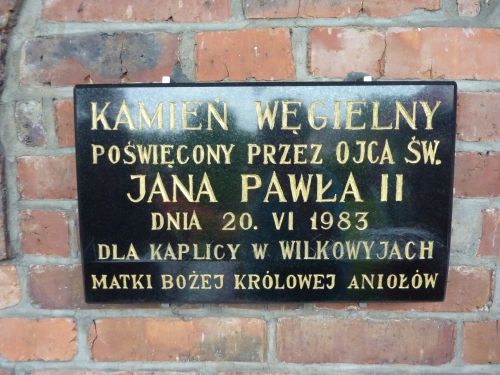 KAMIEŃ WĘGIELNY
POŚWIĘCONY PRZEZ OJCA ŚW.
JANA PAWŁA II
DNIA 20. VI 1983
DLA KAPLICY W WILKOWYJACH
MATKI BOŻEJ KRÓLOWEJ ANIOŁÓW